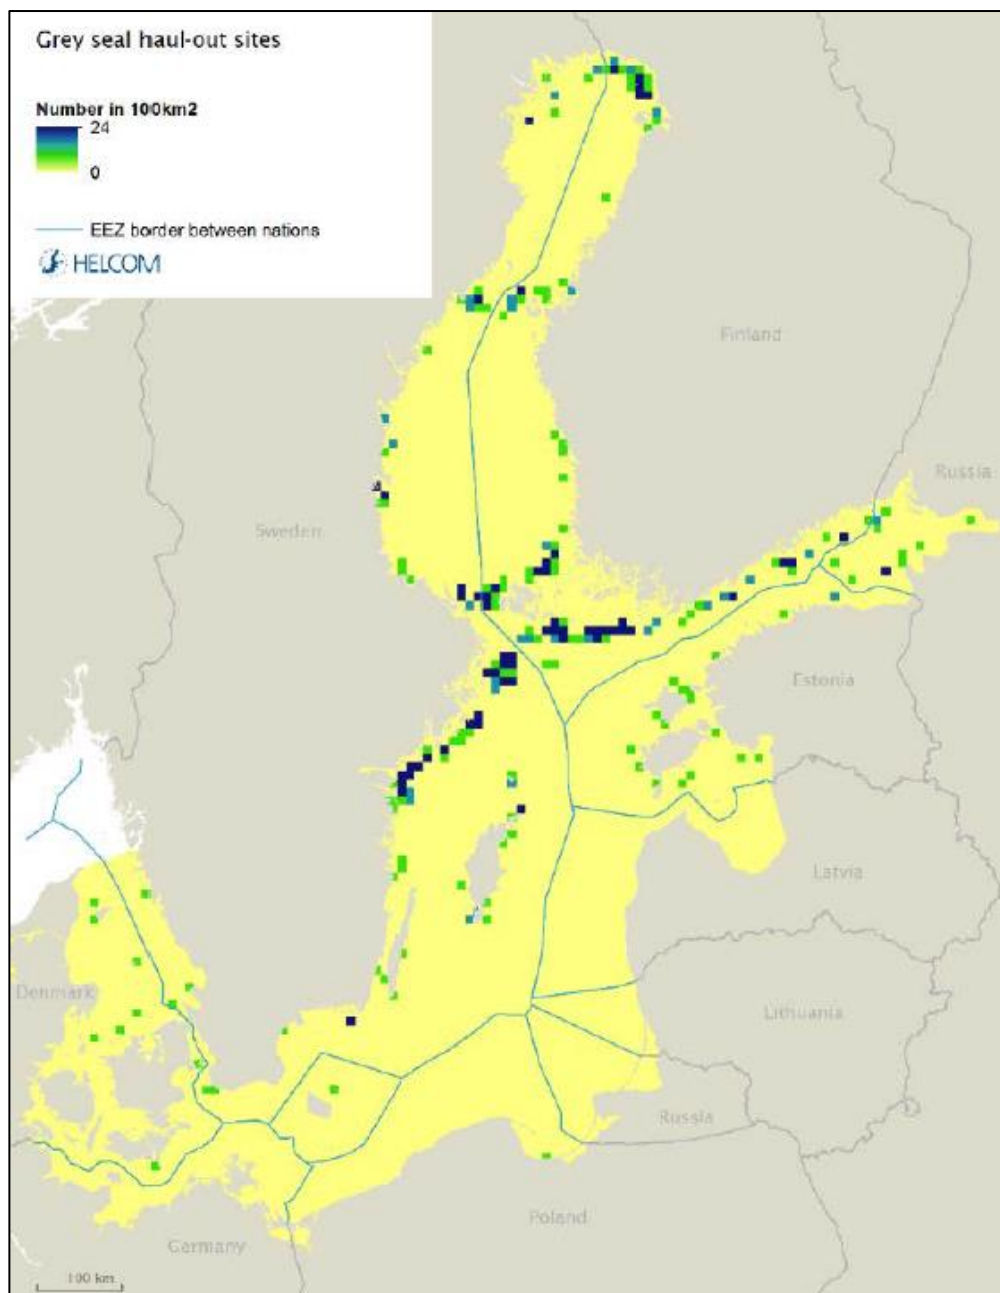 Grey seal haul-out sites
Number in 100km2
24
0
EEZ border between nations
HELCOM
Finland
Russia
Sweden
Estonia
Latvia
Denmark
Lithuania
Russia
Poland
Germany
100 km